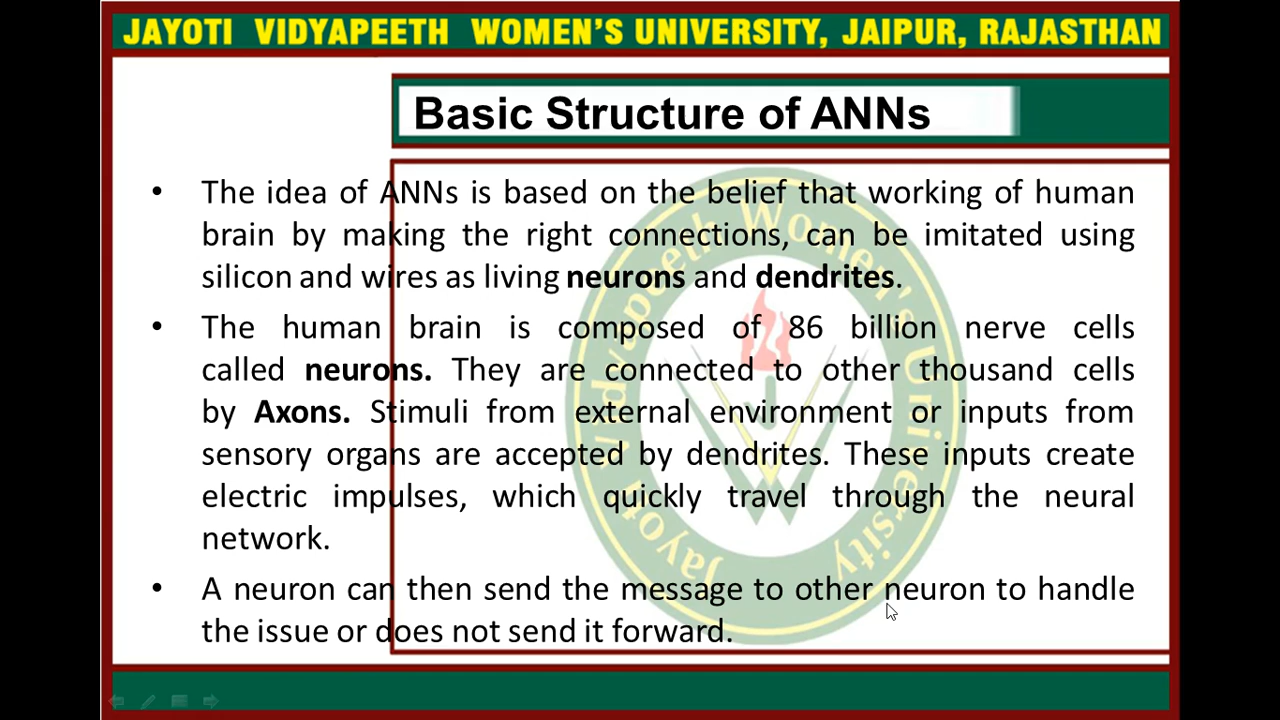 JAYOTI VIDYAPEETH WOMEN'S UNIVERSITY, JAIPUR, RAJASTHAN
Basic Structure of ANNs
• The idea of ANNs is based on the belief that working of human
brain by making the right connections, can be imitated using
silicon and wires as living neurons and dendrites.
• The human brain is composed of 86 billion nerve cells
called neurons. They are connected to other thousand cells
by Axons. Stimuli from external environment or inputs from
sensory organs are accepted by dendrites. These inputs create
electric impulses, which quickly travel through the neural
network.
• A neuron can then send the message to other neuron to handle
the issue or does not send it forward.
Jayoti Vidyapeeth Women's University